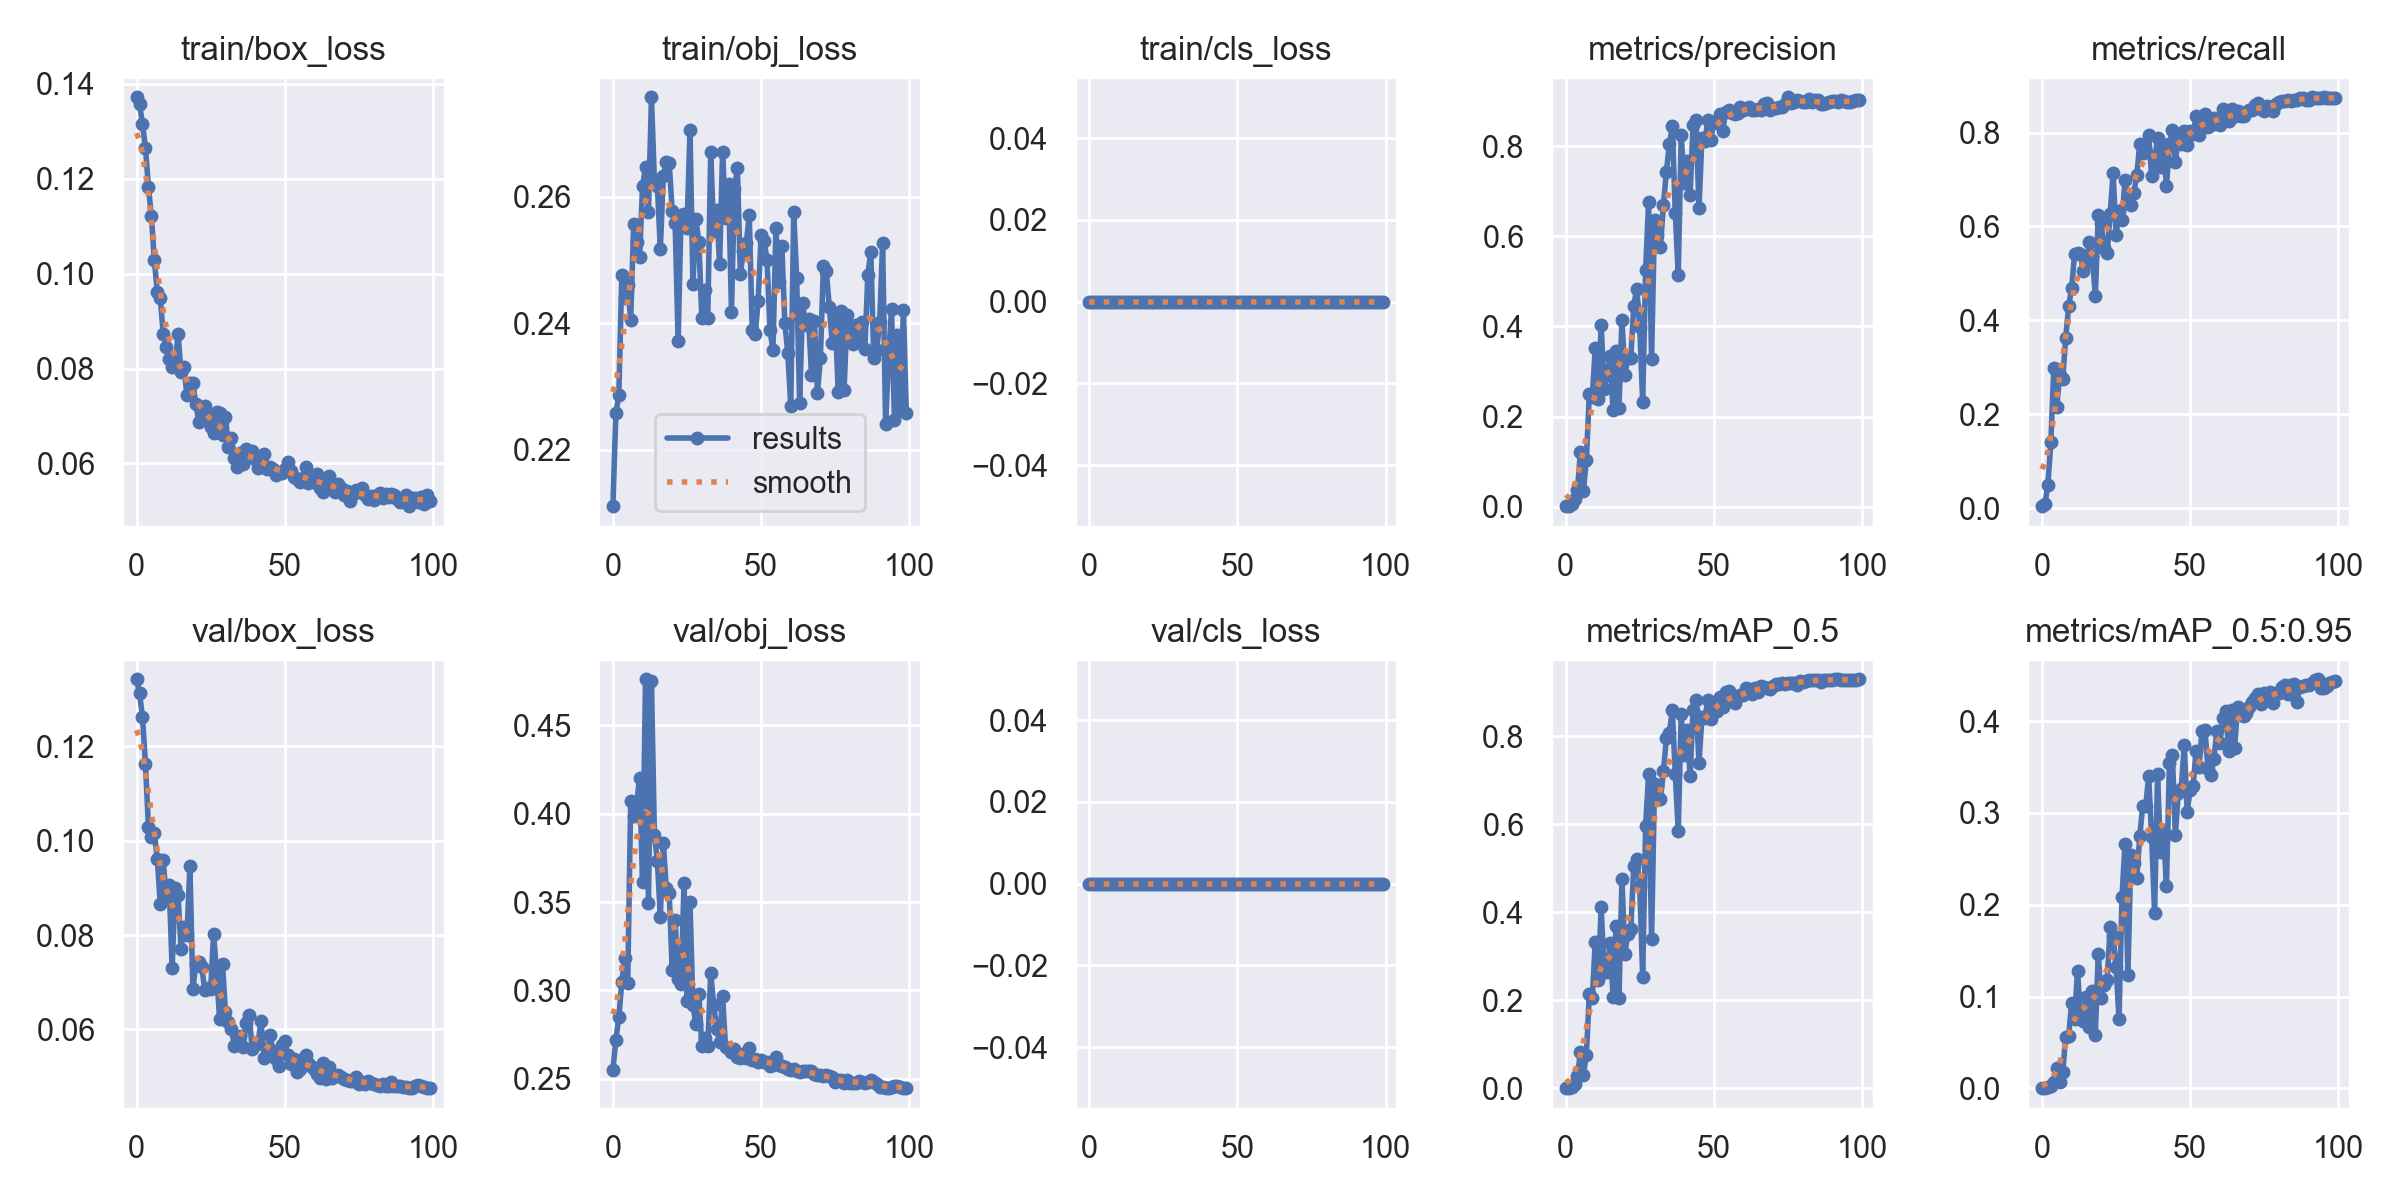 train/box_loss
0.14
0.12
0.10
0.08
0.06
0 50 100
train/obj_loss
0.26
0.24
0.22
results
smooth
0 50 100
train/cls_loss
0.04
0.02
0.00
−0.02
−0.04
0 50 100
metrics/precision
0.8
0.6
0.4
0.2
0.0
0 50 100
metrics/recall
0.8
0.6
0.4
0.2
0.0
0 50 100
val/box_loss
0.12
0.10
0.08
0.06
0 50 100
val/obj_loss
0.45
0.40
0.35
0.30
0.25
0 50 100
val/cls_loss
0.04
0.02
0.00
−0.02
−0.04
0 50 100
metrics/mAP_0.5
0.8
0.6
0.4
0.2
0.0
0 50 100
metrics/mAP_0.5:0.95
0.4
0.3
0.2
0.1
0.0
0 50 100